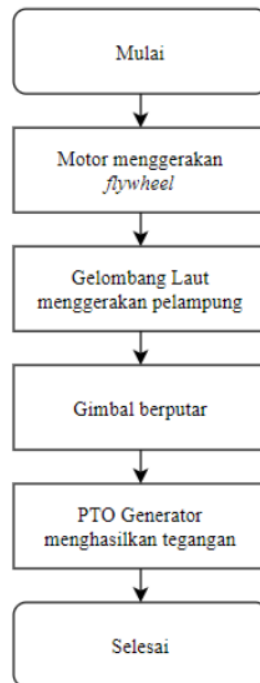 Mulai
Motor menggerakan
flywheel
Gelombang Laut
menggerakan pelampung
Gimbal berputar
PTO Generator
menghasilkan tegangan
Selesai